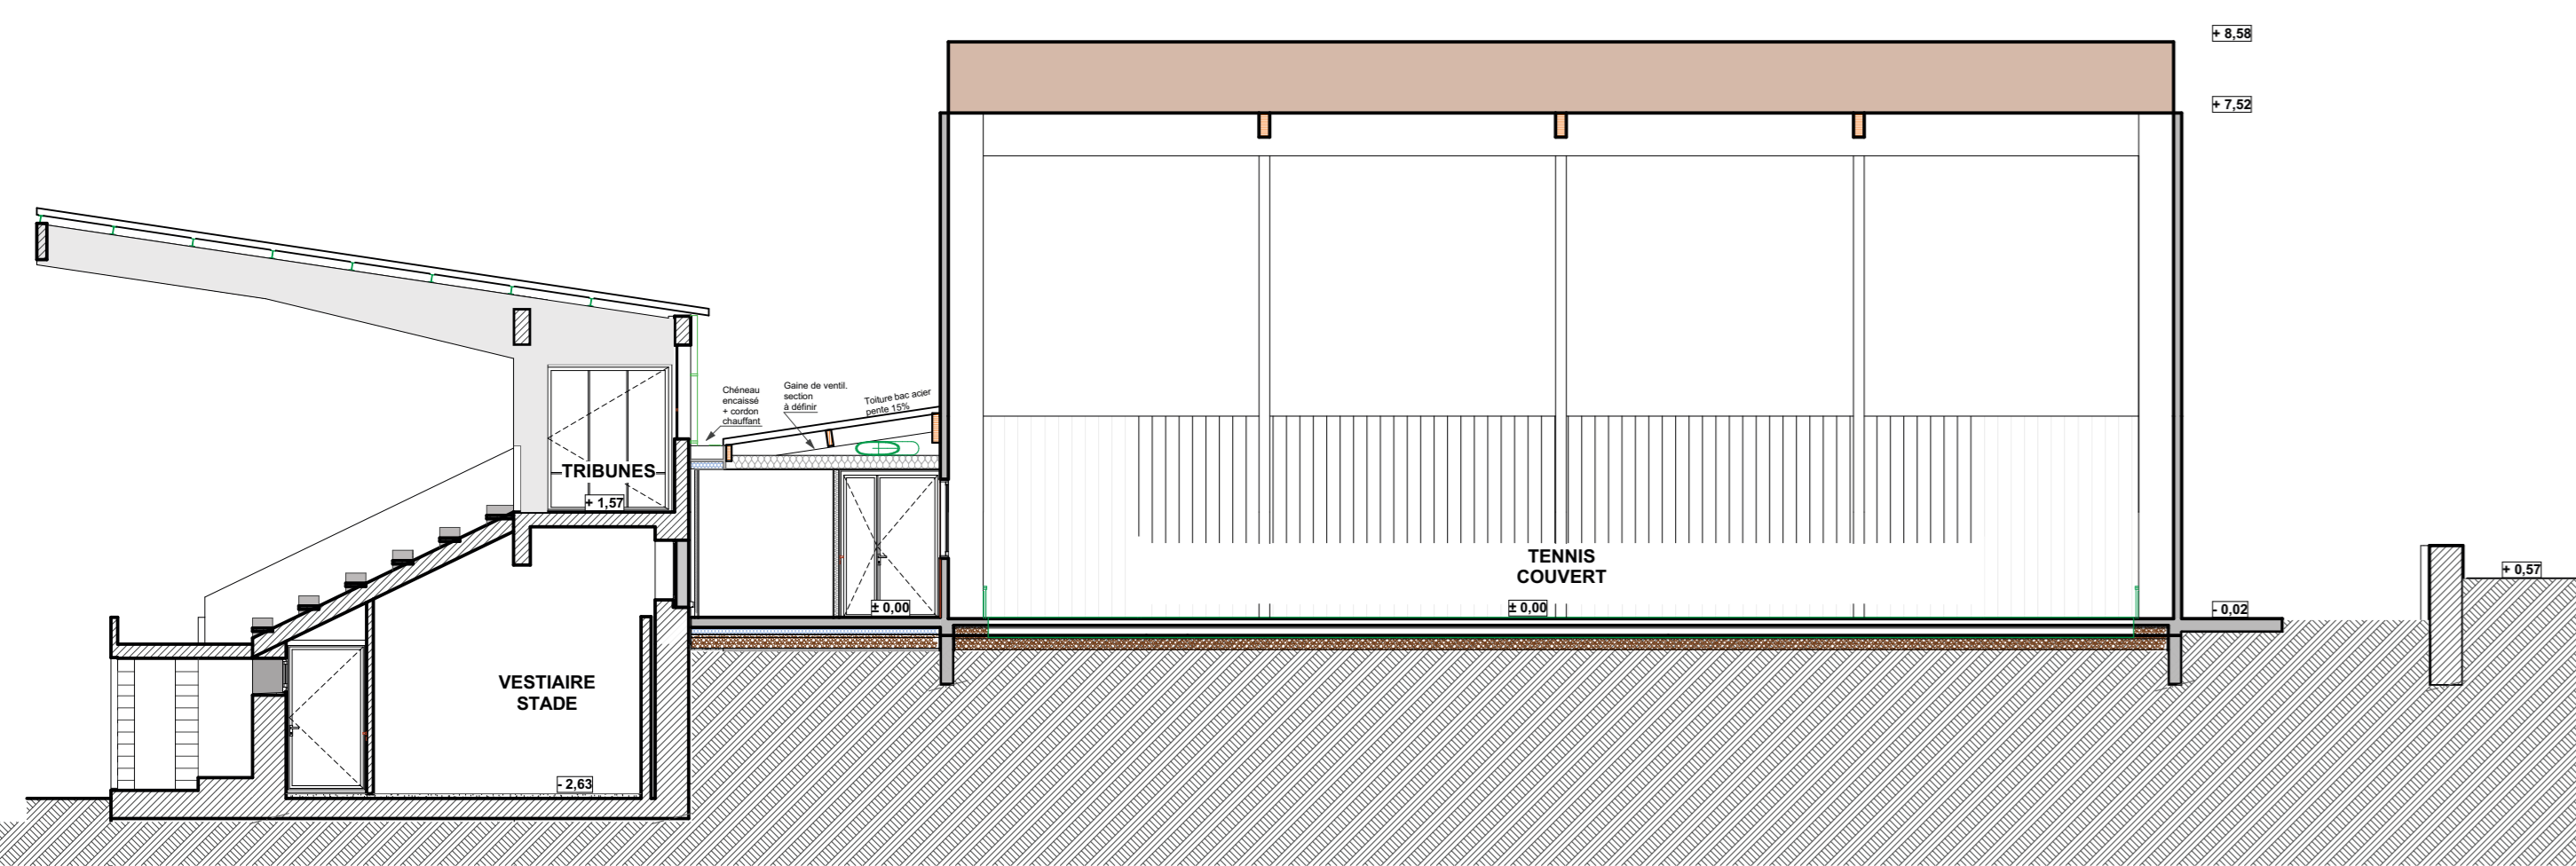 + 8,58
+ 7,52
Chéneau
encaissé
+ cordon
chauffant
Gaine de ventil.
section
à définir
Toiture bac acier
pente 15%
TRIBUNES
+ 1,57
TENNIS
COUVERT
± 0,00
± 0,00
- 0,02
+ 0,57
VESTIAIRE
STADE
- 2,63